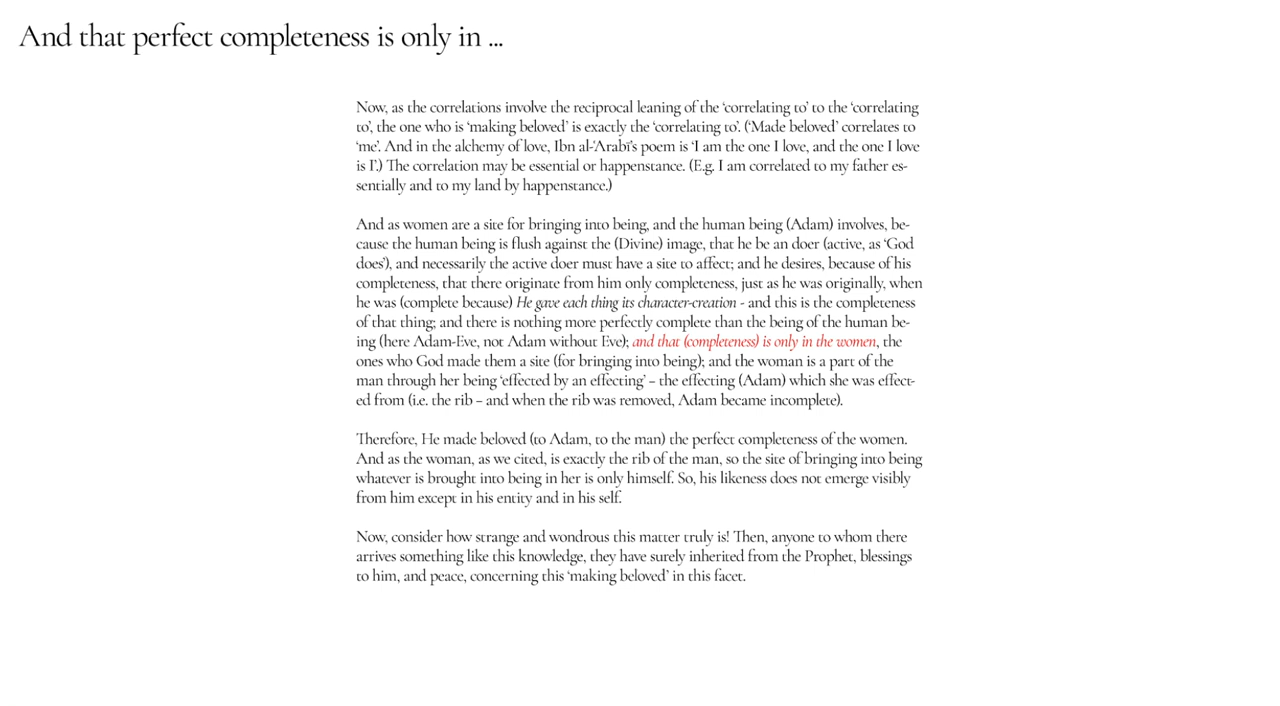 And that perfect completeness is only in ...
Now, as the correlations involve the reciprocal leaning of the ‘correlating to’ to the ‘correlating
to’, the one who is ‘making beloved’ is exactly the ‘correlating to’. (‘Made beloved’ correlates to
‘me’. And in the alchemy of love, Ibn al-ʿArabī’s poem is ‘I am the one I love, and the one I love
is I’.) The correlation may be essential or happenstance. (E.g. I am correlated to my father es-
sentially and to my land by happenstance.)
And as women are a site for bringing into being, and the human being (Adam) involves, be-
cause the human being is flush against the (Divine) image, that he be an doer (active, as ‘God
does’), and necessarily the active doer must have a site to affect; and he desires, because of his
completeness, that there originate from him only completeness, just as he was originally, when
he was (complete because) He gave each thing its character-creation - and this is the completeness
of that thing; and there is nothing more perfectly complete than the being of the human be-
ing (here Adam-Eve, not Adam without Eve); and that (completeness) is only in the women, the
ones who God made them a site (for bringing into being); and the woman is a part of the
man through her being ‘effected by an effecting’ – the effecting (Adam) which she was effect-
ed from (i.e. the rib – and when the rib was removed, Adam became incomplete).
Therefore, He made beloved (to Adam, to the man) the perfect completeness of the women.
And as the woman, as we cited, is exactly the rib of the man, so the site of bringing into being
whatever is brought into being in her is only himself. So, his likeness does not emerge visibly
from him except in his entity and in his self.
Now, consider how strange and wondrous this matter truly is! Then, anyone to whom there
arrives something like this knowledge, they have surely inherited from the Prophet, blessings
to him, and peace, concerning this ‘making beloved’ in this facet.